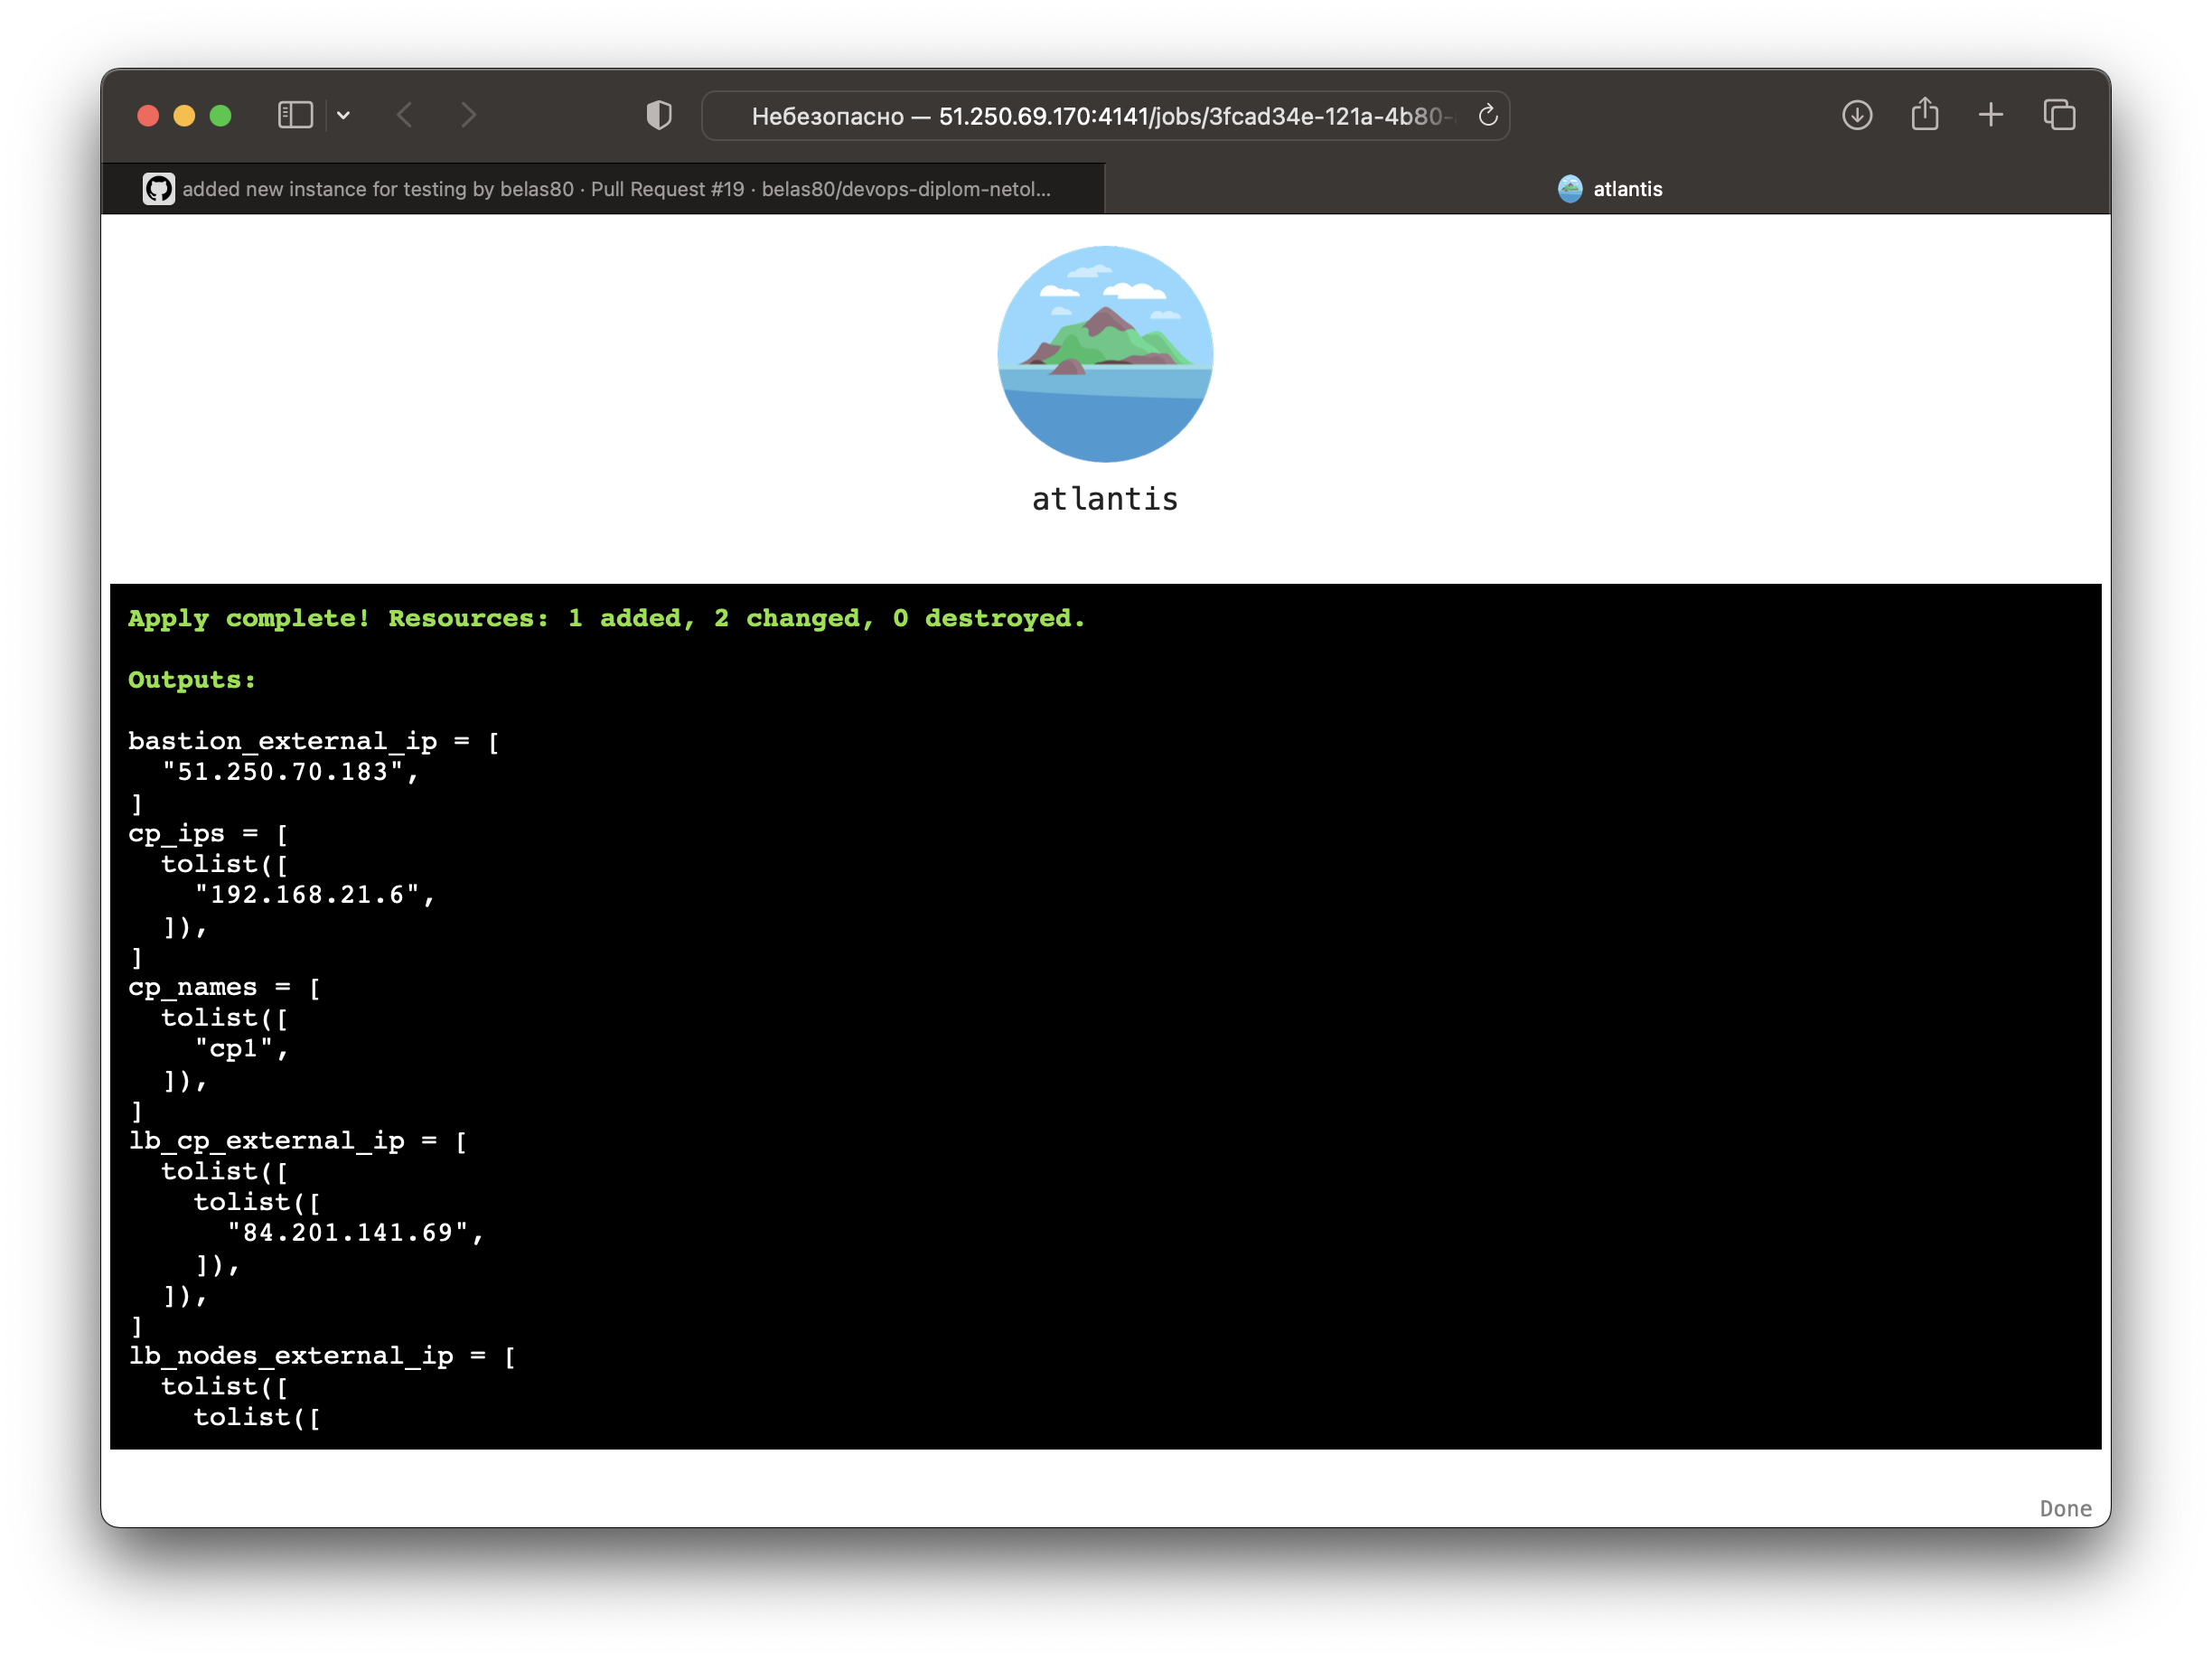 Небезопасно — 51.250.69.170:4141/jobs/3fcad34e-121a-4b80-
added new instance for testing by belas80 · Pull Request #19 · belas80/devops-diplom-netol...
atlantis
atlantis
Apply complete! Resources: 1 added, 2 changed, 0 destroyed.
Outputs:
bastion_external_ip = [
  "51.250.70.183",
]
cp_ips = [
  tolist([
    "192.168.21.6",
  ]),
]
cp_names = [
  tolist([
    "cp1",
  ]),
]
lb_cp_external_ip = [
  tolist([
    tolist([
      "84.201.141.69",
    ]),
  ]),
]
lb_nodes_external_ip = [
  tolist([
    tolist([
Done